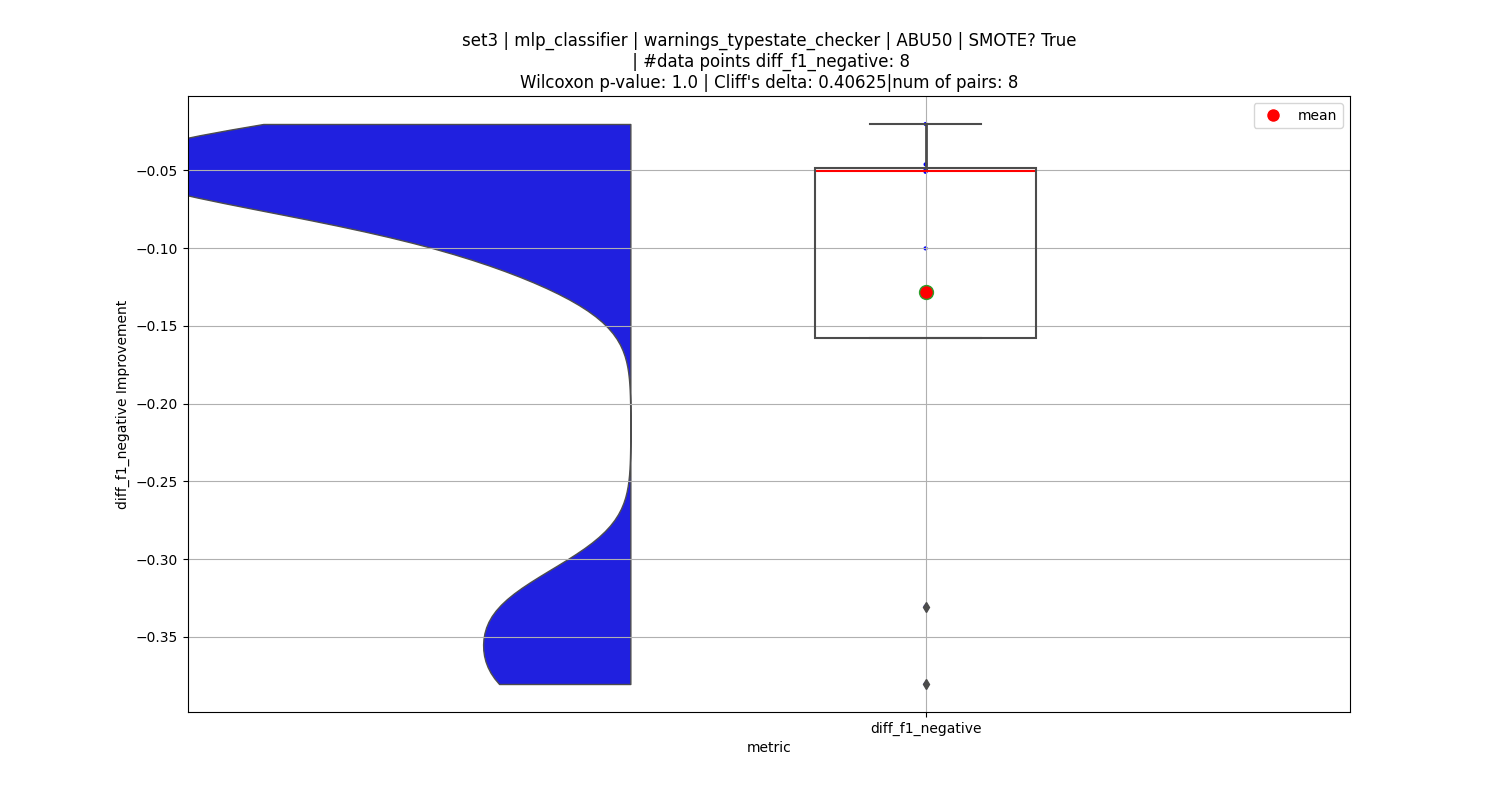 set3 | mlp_classifier | warnings_typestate_checker | ABU50 | SMOTE? True
| #data points diff_f1_negative: 8
Wilcoxon p-value: 1.0 | Cliff's delta: 0.40625|num of pairs: 8
mean
−0.05
−0.10
−0.15
−0.20
−0.25
−0.30
−0.35
diff_f1_negative Improvement
diff_f1_negative
metric